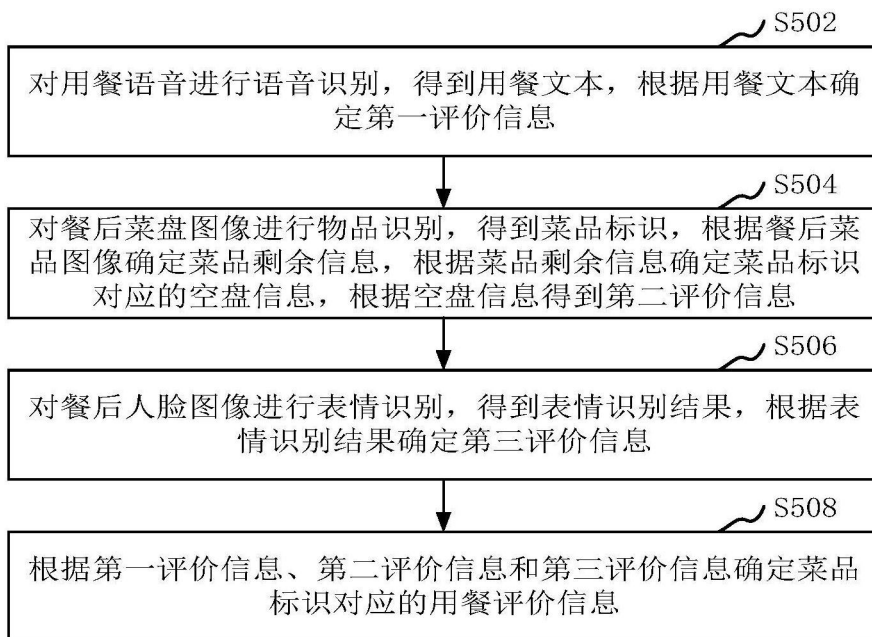 S502
对用餐语音进行语音识别，得到用餐文本，根据用餐文本确
定第一评价信息
S504
对餐后菜盘图像进行物品识别，得到菜品标识，根据餐后菜
品图像确定菜品剩余信息，根据菜品剩余信息确定菜品标识
对应的空盘信息，根据空盘信息得到第二评价信息
S506
对餐后人脸图像进行表情识别，得到表情识别结果，根据表
情识别结果确定第三评价信息
S508
根据第一评价信息、第二评价信息和第三评价信息确定菜品
标识对应的用餐评价信息